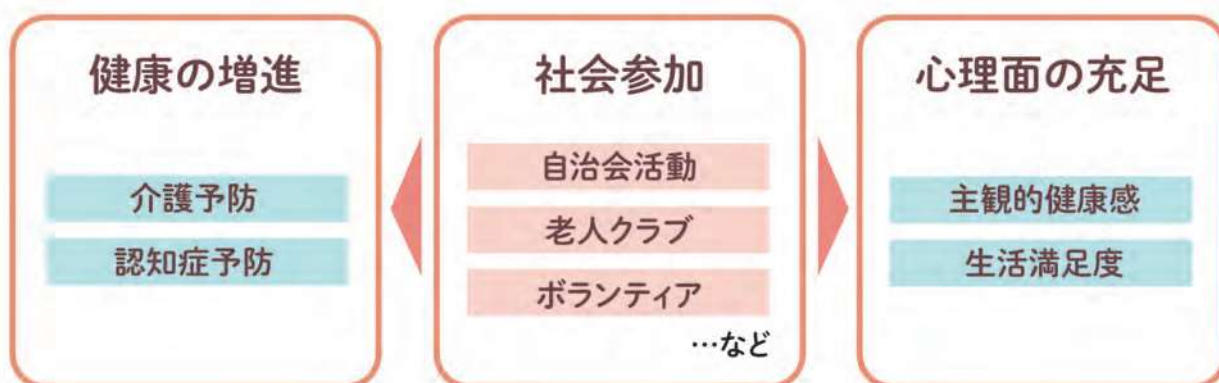 健康の増進
介護予防
認知症予防
社会参加
自治会活動
老人クラブ
ボランティア
…など
心理面の充足
主観的健康感
生活満足度